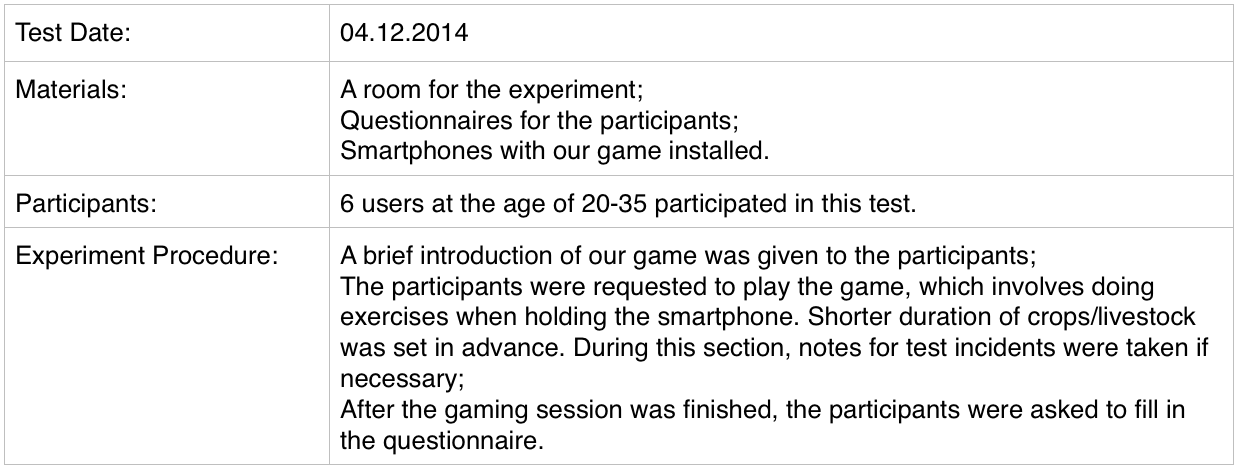 Test Date:
04.12.2014
Materials:
A room for the experiment;
Questionnaires for the participants;
Smartphones with our game installed.
Participants:
6 users at the age of 20-35 participated in this test.
Experiment Procedure:
A brief introduction of our game was given to the participants;
The participants were requested to play the game, which involves doing
exercises when holding the smartphone. Shorter duration of crops/livestock
was set in advance. During this section, notes for test incidents were taken if
necessary;
After the gaming session was finished, the participants were asked to fill in
the questionnaire.